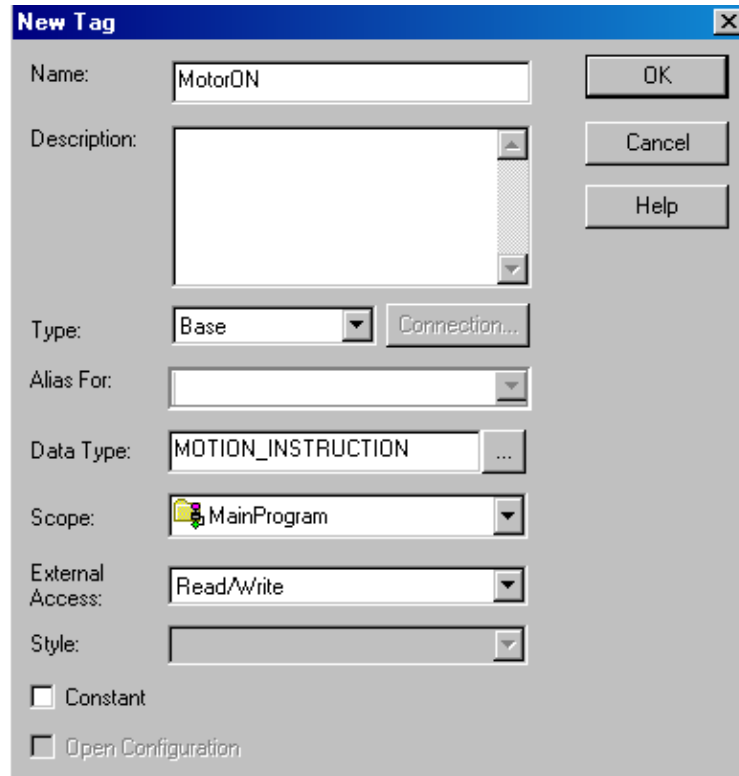 New Tag
Name:
MotorON
OK
Description:
Cancel
Help
Type:
Base
Connection...
Alias For:
Data Type:
MOTION_INSTRUCTION
...
Scope:
MainProgram
External
Access:
Read/Write
Style:
Constant
Open Configuration